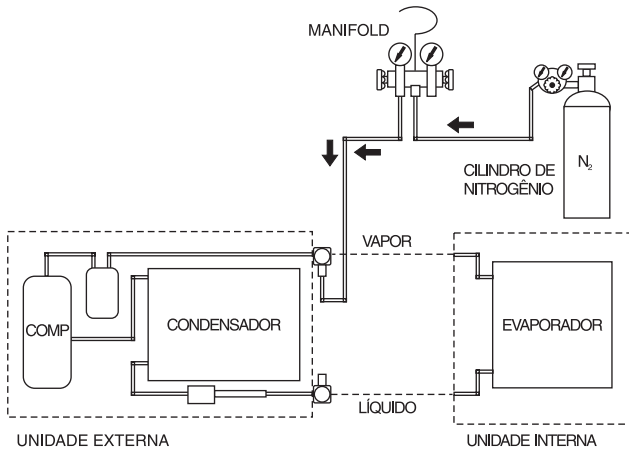 MANIFOLD
CILINDRO DE
NITROGÊNIO
N₂
VAPOR
COMP
CONDENSADOR
EVAPORADOR
LÍQUIDO
UNIDADE EXTERNA
UNIDADE INTERNA